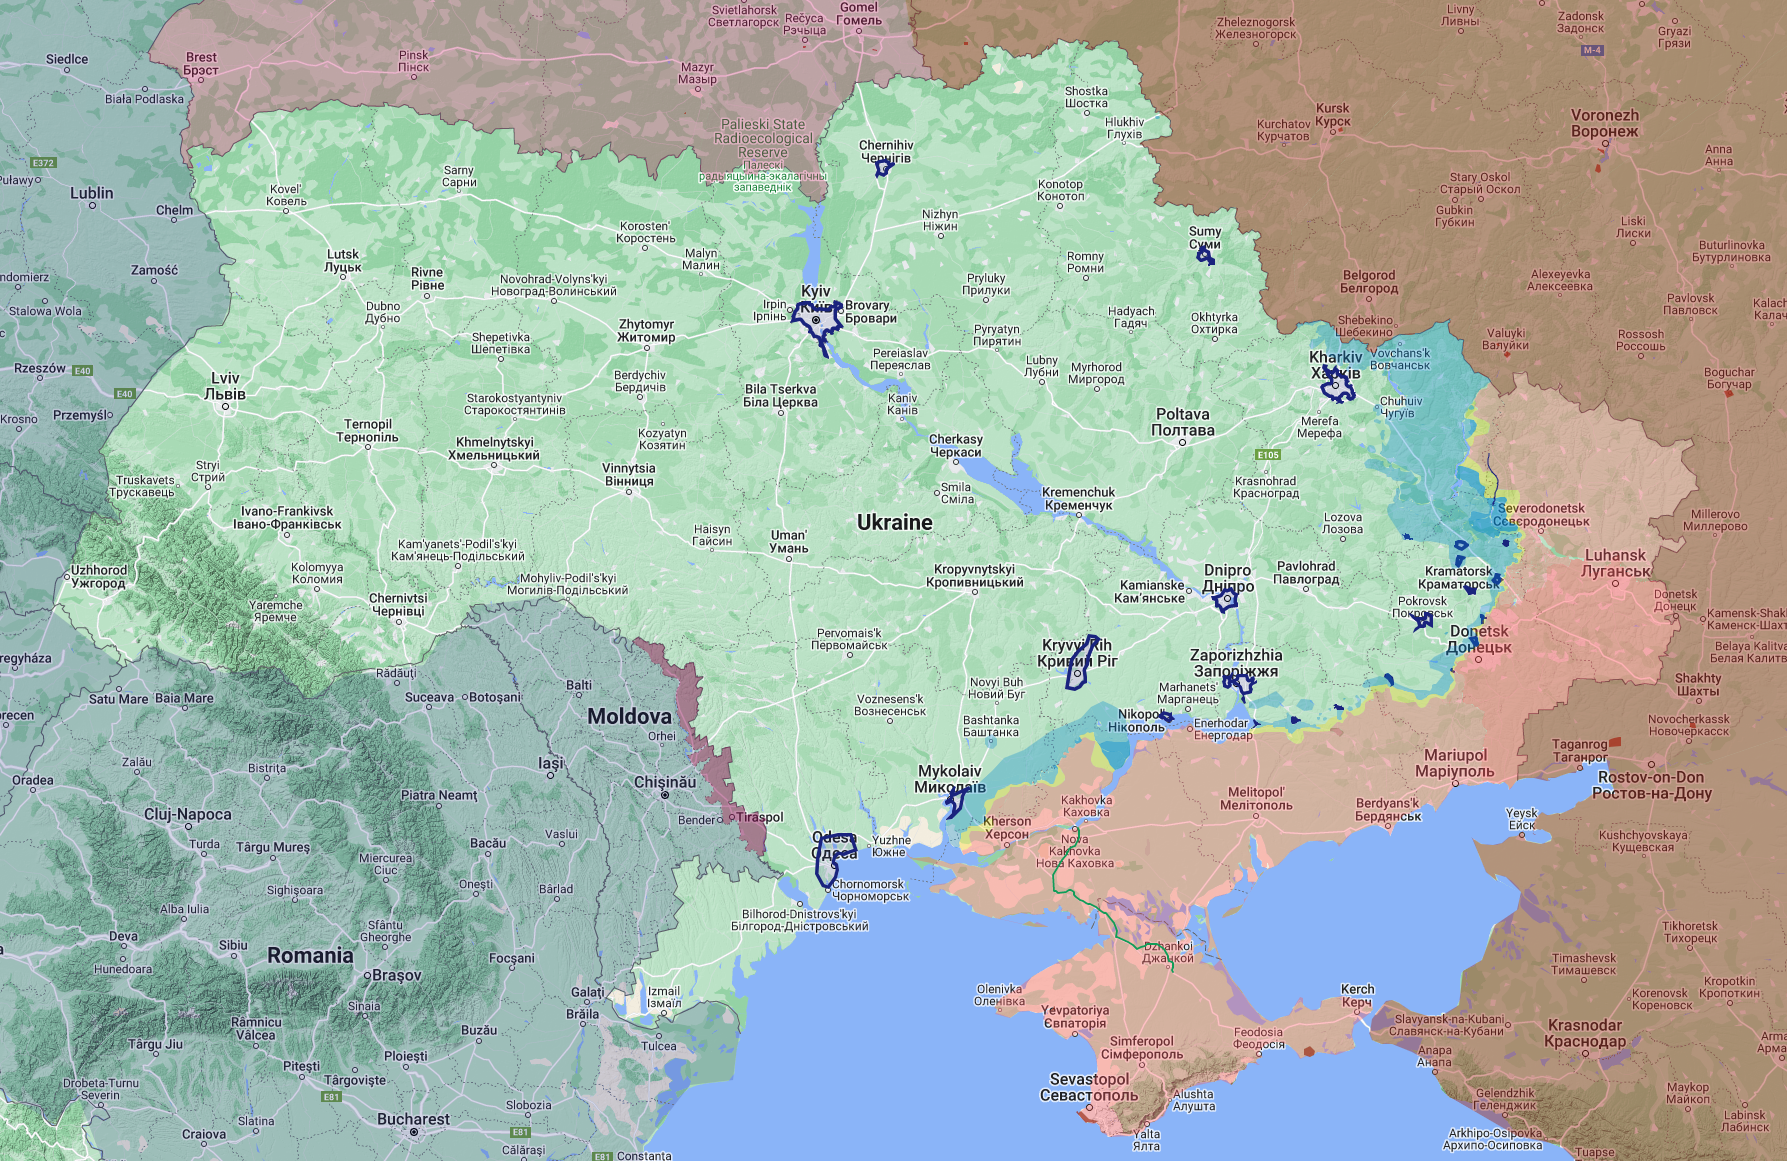 Svietlahorsk
Светлагорск
Rečyca
Рэчыца
Gomel
Гомель
Zheleznogorsk
Железногорск
Livny
Ливны
Zadonsk
Задонск
Gryazi
Грязи
M-4
Siedlce
Brest
Брэст
Pinsk
Пінск
Mazyr
Мазыр
Biała Podlaska
Shostka
Шостка
Kursk
Курск
Kurchatov
Курчатов
Voronezh
Воронеж
Hlukhiv
Глухів
Palieski State
Radioecological
Reserve
Палескі
радыяцыйна-экалагічны
запаведнік
Chernihiv
Чернігів
Anna
Анна
E372
Puławy
Lublin
Chełm
Kovel'
Ковель
Sarny
Сарни
Konotop
Конотоп
Stary Oskol
Старый Оскол
Gubkin
Губкин
Liski
Лиски
Nizhyn
Ніжин
Korosten'
Коростень
Sumy
Суми
Buturlinovka
Бутурлиновка
Lutsk
Луцьк
Malyn
Малин
Romny
Ромни
Zamość
Rivne
Рівне
Novohrad-Volyns'kyi
Новоград-Волинський
Pryluky
Прилуки
Belgorod
Белгород
Alexeyevka
Алексеевка
Stalowa Wola
Dubno
Дубно
Kyiv
Київ
Irpin
Ірпінь
Brovary
Бровари
Hadyach
Гадяч
Okhtyrka
Охтирка
Shebekino
Шебекино
Pavlovsk
Павловск
Shepetivka
Шепетівка
Zhytomyr
Житомир
Pyryatyn
Пирятин
Valuyki
Валуйки
Rossosh
Россошь
Rzeszów
E40
E40
Pereiaslav
Переяслав
Lubny
Лубни
Myrhorod
Миргород
Kharkiv
Харків
Vovchans'k
Вовчанськ
Boguchar
Богучар
Lviv
Львів
Berdychiv
Бердичів
Bila Tserkva
Біла Церква
Kaniv
Канів
Chuhuiv
Чугуїв
Krosno
Przemyśl
Starokostyantyniv
Старокостянтинів
Poltava
Полтава
Merefa
Мерефа
Ternopil
Тернопіль
Khmelnytskyi
Хмельницький
Kozyatyn
Козятин
Cherkasy
Черкаси
E105
Stryi
Стрий
Truskavets
Трускавець
Vinnytsia
Вінниця
Smila
Сміла
Kremenchuk
Кременчук
Krasnohrad
Красноград
Ivano-Frankivsk
Івано-Франківськ
Ukraine
Lozova
Лозова
Severodonetsk
Сєвєродонецьк
Millerovo
Миллерово
Haisyn
Гайсин
Uman'
Умань
Kam'yanets'-Podil's'kyi
Кам'янець-Подільський
Luhansk
Луганськ
Uzhhorod
Ужгород
Kolomyya
Коломия
Mohyliv-Podil's'kyi
Могилів-Подільський
Kropyvnytskyi
Кропивницький
Kamianske
Кам'янське
Dnipro
Дніпро
Pavlohrad
Павлоград
Kramatorsk
Краматорськ
Yaremche
Яремче
Chernivtsi
Чернівці
Pokrovsk
Покровськ
Donetsk
Донецк
Kamensk-Shakh
Каменск-Шахт
Pervomais'k
Первомайськ
Kryvyi Rih
Кривий Ріг
Donetsk
Донецьк
Belaya Kalitva
Белая Калитва
Rădăuți
Satu Mare
Baia Mare
Suceava
Botoșani
Bălți
Zaporizhzhia
Запоріжжя
Novyi Buh
Новий Буг
Marhanets'
Марганець
Shakhty
Шахты
Moldova
Voznesens'k
Вознесенськ
Bashtanka
Баштанка
Nikopol
Нікополь
Enerhodar
Енергодар
Novocherkassk
Новочеркасск
Orhei
Zalău
Bistrița
Iași
Chișinău
Mykolaiv
Миколаїв
Mariupol
Маріуполь
Taganrog
Таганрог
Rostov-on-Don
Ростов-на-Дону
Oradea
Piatra Neamț
Cluj-Napoca
Bender
Tiraspol
Kakhovka
Каховка
Melitopol'
Мелітополь
Berdyans'k
Бердянськ
Yeysk
Ейск
Turda
Târgu Mureș
Vaslui
Bacău
Odesa
Одеса
Yuzhne
Южне
Kherson
Херсон
Nova
Kakhovka
Нова Каховка
Kushchyovskaya
Кущевская
Miercurea
Ciuc
Sighișoara
Onești
Bârlad
Chornomorsk
Чорноморськ
Alba Iulia
Bilhorod-Dnistrovs'kyi
Білгород-Дністровський
Deva
Hunedoara
Sibiu
Sfântu
Gheorghe
Romania
Brașov
Focșani
Dzhankoi
Джанкой
Tikhoretsk
Тихорецк
Timashevsk
Тимашевск
Galați
Brăila
Izmail
Ізмаїл
Olenivka
Оленівка
Kerch
Керч
Kropotkin
Кропоткин
Korenovsk
Кореновск
Sinaia
Râmnicu
Vâlcea
Târgu Jiu
Buzău
Yevpatoriya
Євпаторія
Slavyansk-na-Kubani
Славянск-на-Кубани
Krasnodar
Краснодар
Feodosia
Феодосія
Simferopol
Сімферополь
Tulcea
Ploiești
Pitești
Târgoviște
Anapa
Анапа
Drobeta-Turnu
Severin
E81
Sevastopol
Севастополь
Alushta
Алушта
Gelendzhik
Геленджик
Maykop
Майкоп
Slobozia
Bucharest
Slatina
Craiova
E81
Călărași
E81
Constanța
Yalta
Ялта
Arkhipo-Osipovka
Архипо-Осиповка
Labinsk
Лабинск
Tuapse
Туапсе